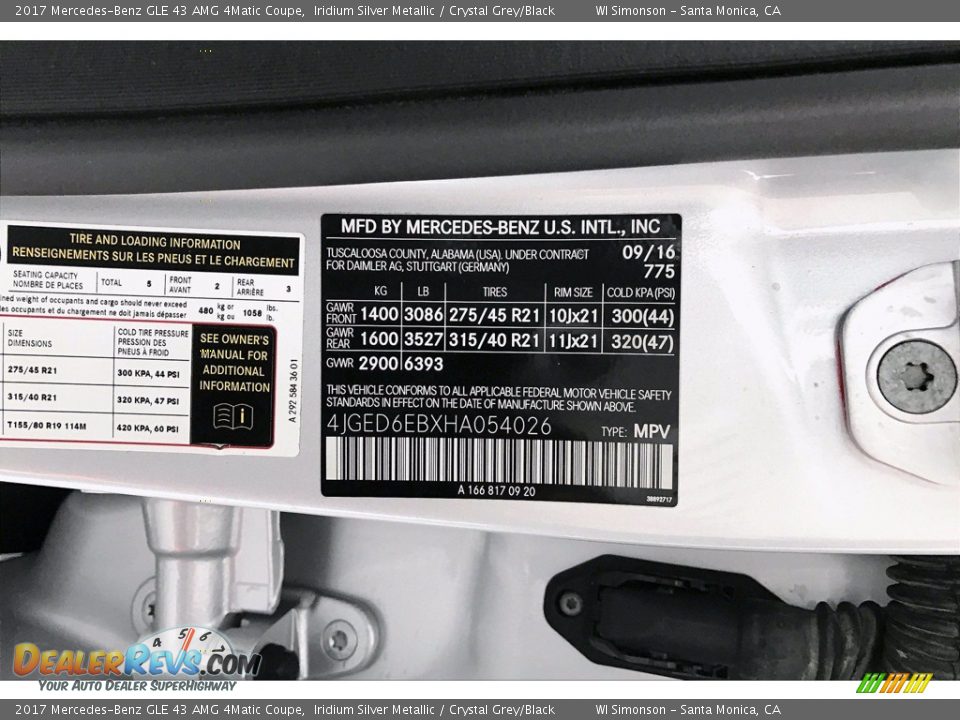 2017 Mercedes-Benz GLE 43 AMG 4Matic Coupe, Iridium Silver Metallic / Crystal Grey/Black WI Simonson - Santa Monica, CA
TIRE AND LOADING INFORMATION
RENSEIGNEMENTS SUR LES PNEUS ET LE CHARGEMENT
SEATING CAPACITY
NOMBRE DE PLACES
TOTAL 5
FRONT
AVANT 2
REAR
ARRIÈRE 3
ined weight of occupants and cargo should never exceed
les occupants et du chargement ne doit jamais dépasser
480 kg or
kg ou 1058 lbs.
lb.
SIZE
DIMENSIONS
COLD TIRE PRESSURE
PRESSION DES
PNEUS À FROID
275/45 R21 300 KPA, 44 PSI
315/40 R21 320 KPA, 47 PSI
T155/80 R19 114M 420 KPA, 60 PSI
SEE OWNER'S
MANUAL FOR
ADDITIONAL
INFORMATION
A 292 584 36 01
MFD BY MERCEDES-BENZ U.S. INTL., INC
TUSCALOOSA COUNTY, ALABAMA (USA). UNDER CONTRACT
FOR DAIMLER AG, STUTTGART (GERMANY)
09/16
775
KG LB TIRES RIM SIZE COLD KPA(PSI)
GAWR
FRONT 1400 3086 275/45 R21 10Jx21 300(44)
GAWR
REAR 1600 3527 315/40 R21 11Jx21 320(47)
GWR 2900 6393
THIS VEHICLE CONFORMS TO ALL APPLICABLE FEDERAL MOTOR VEHICLE SAFETY
STANDARDS IN EFFECT ON THE DATE OF MANUFACTURE SHOWN ABOVE.
4JGED6EBXHA054026 TYPE: MPV
A 166 817 09 20
38892717
4 5 6
DEALERREVS.COM
YOUR AUTO DEALER SUPERHIGHWAY
2017 Mercedes-Benz GLE 43 AMG 4Matic Coupe, Iridium Silver Metallic / Crystal Grey/Black WI Simonson - Santa Monica, CA